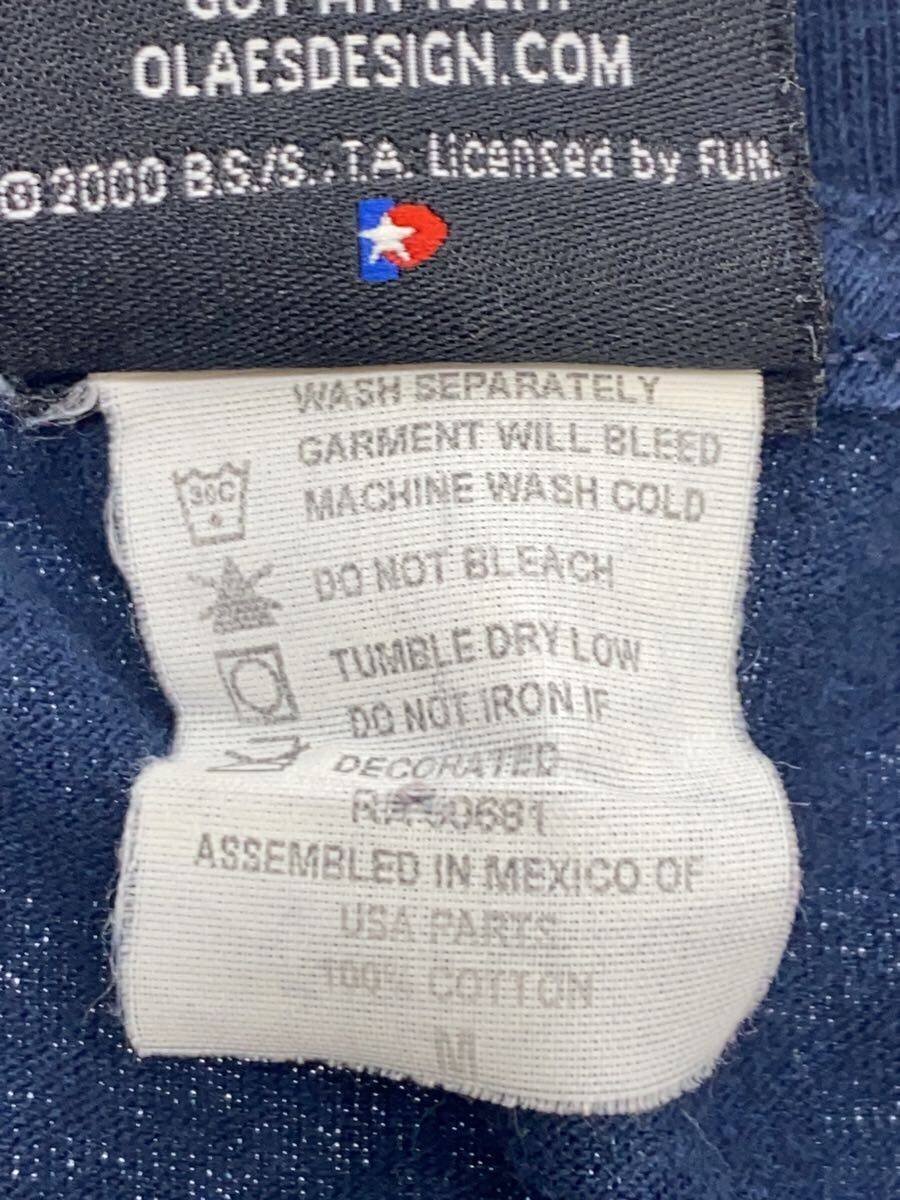 OLAESDESIGN.COM
©2000 B.S./S.,T.A. Licensed by FUN.
WASH SEPARATELY
GARMENT WILL BLEED
30C
MACHINE WASH COLD
DO NOT BLEACH
TUMBLE DRY LOW
DO NOT IRON IF
DECORATED
ASSEMBLED IN MEXICO OF
USA PARTS
100% COTTON
M